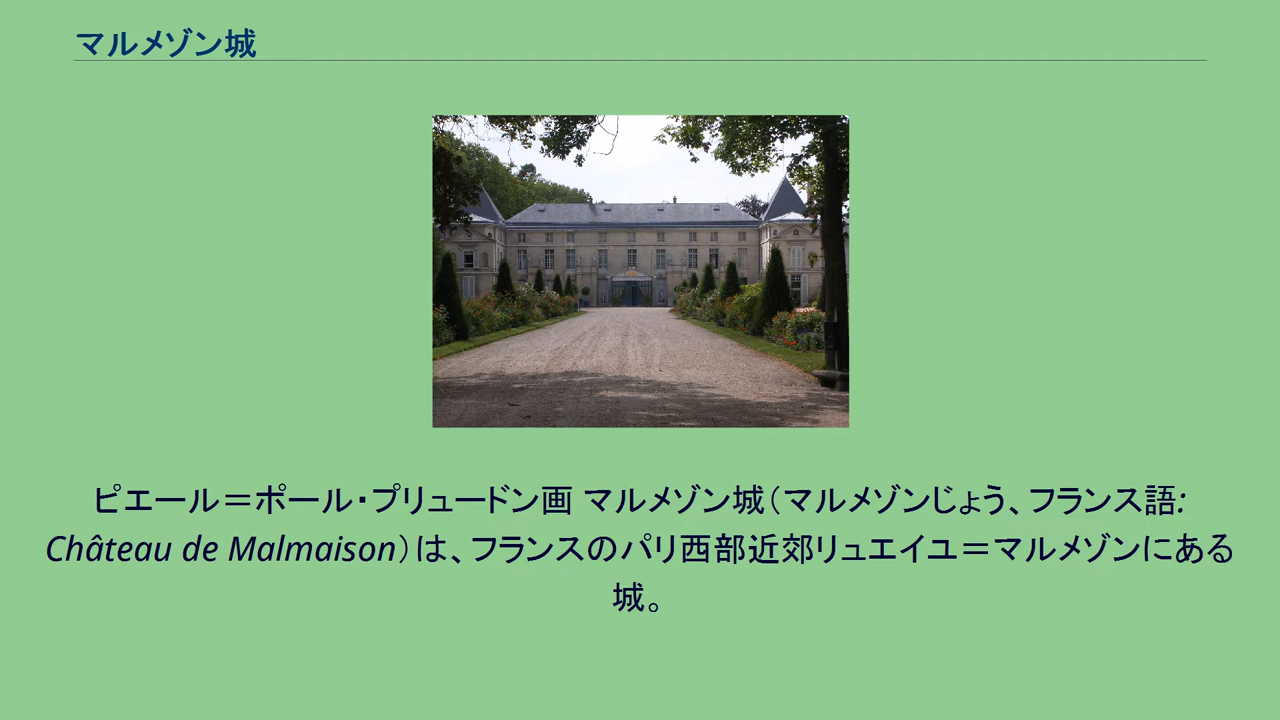 マルメゾン城
ピエール＝ポール・プリュードン画 マルメゾン城（マルメゾンじょう、フランス語:
Château de Malmaison）は、フランスのパリ西部近郊リュエイユ＝マルメゾンにある
城。